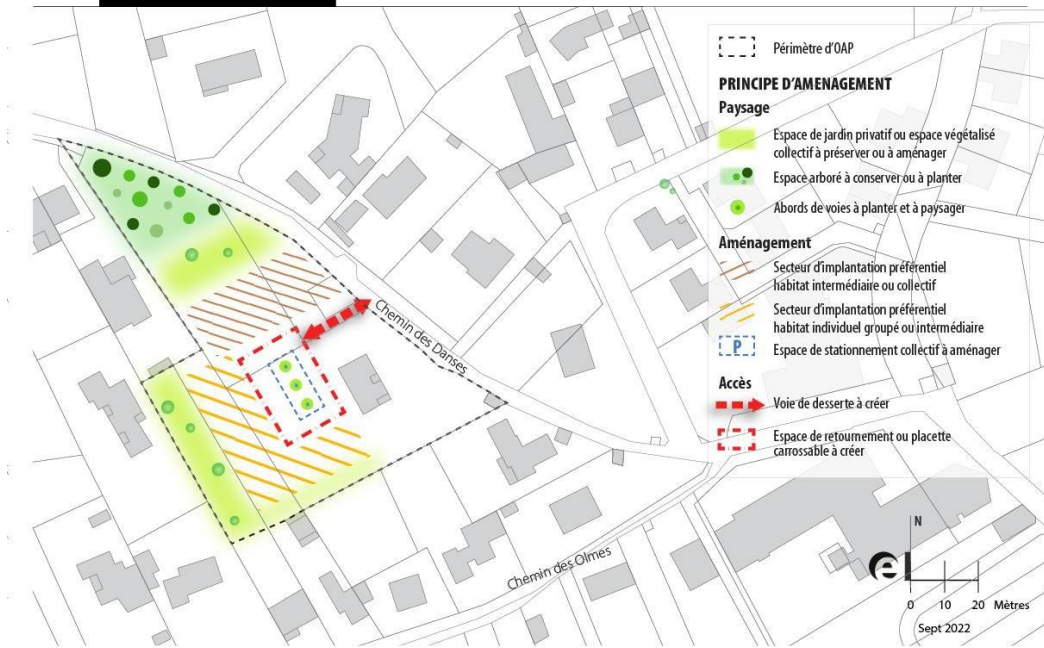 Périmètre d'OAP
PRINCIPE D'AMENAGEMENT
Paysage
Espace de jardin privatif ou espace végétalisé
collectif à préserver ou à aménager
Espace arboré à conserver ou à planter
Abords de voies à planter et à paysager
Aménagement
Secteur d'implantation préférentiel
habitat intermédiaire ou collectif
Secteur d'implantation préférentiel
habitat individuel groupé ou intermédiaire
P
Espace de stationnement collectif à aménager
Accès
Voie de desserte à créer
Espace de retournement ou placette
carrossable à créer
Chemin des Danses
Chemin des Olmes
N
0 10 20 Mètres
Sept 2022